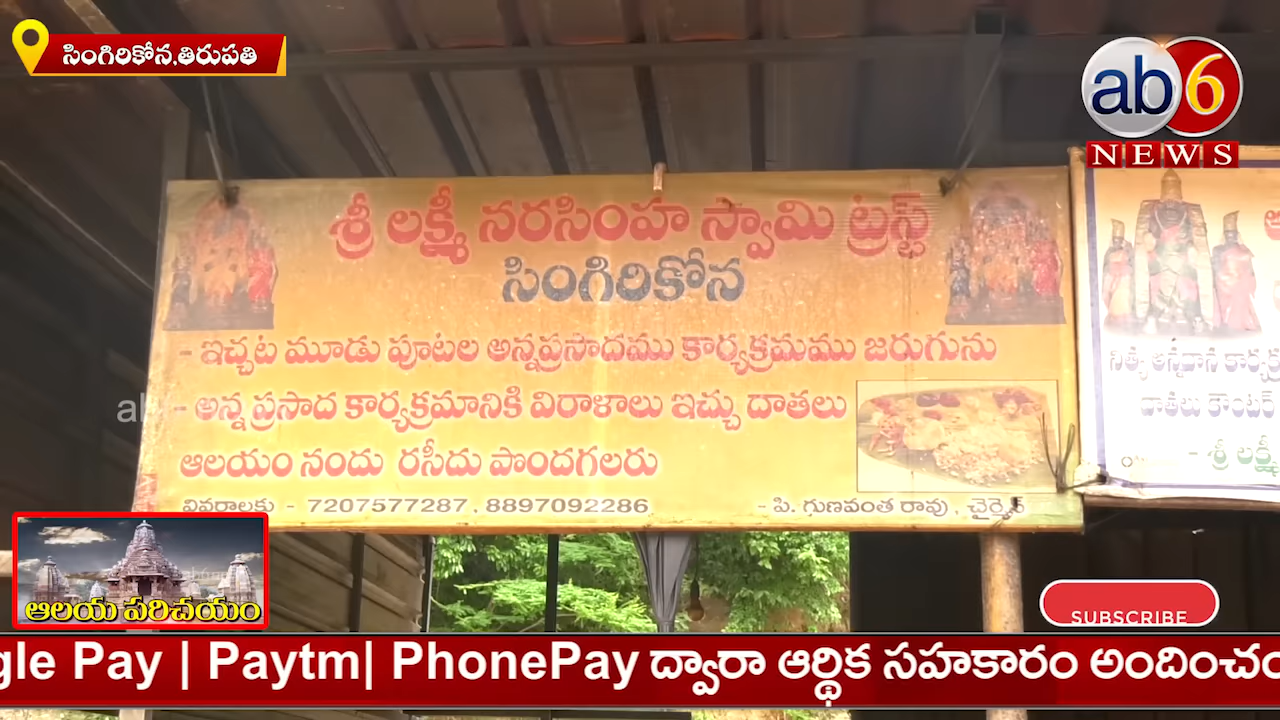 సింగిరికోన,తిరుపతి
ab6
NEWS
శ్రీ లక్ష్మీ నరసింహ స్వామి ట్రస్ట్
సింగిరికోన
- ఇచ్చట మూడు పూటల అన్నప్రసాదము కార్యక్రమము జరుగును
- అన్న ప్రసాద కార్యక్రమానికి విరాళాలు ఇచ్చు దాతలు
ఆలయం నందు రసీదు పొందగలరు
వివరాలకు - 7207577287, 8897092286 - పి. గుణవంత రావు, చైర్మెన్
నిత్య అన్నదాన
- శ్రీ
ఆలయ పరిచయం
SUBSCRIBE
gle Pay | Paytm| PhonePay ద్వారా ఆర్థిక సహకారం అందించం